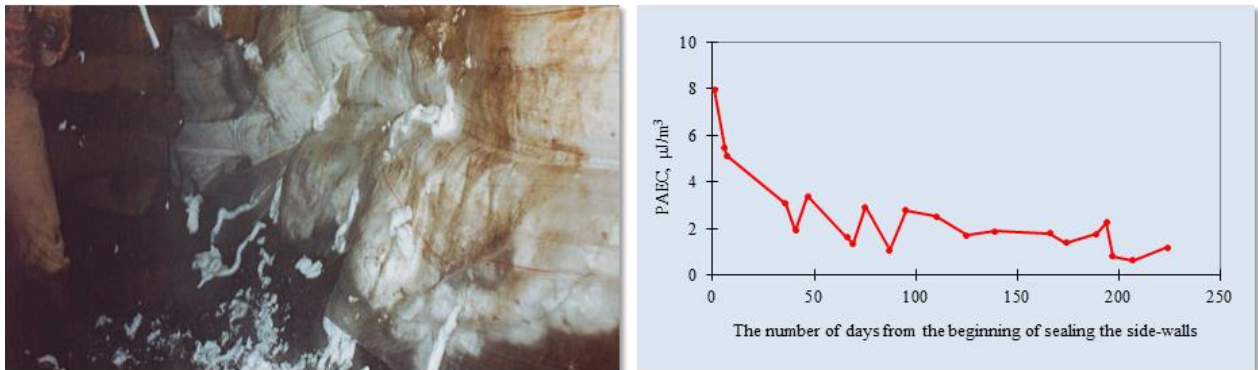 10
8
6
4
2
0
PAEC, μJ/m³
0 50 100 150 200 250
The number of days from the beginning of sealing the side-walls